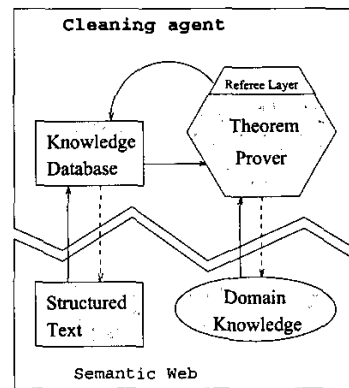 Cleaning agent
Referee Layer
Theorem
Prover
Knowledge
Database
Structured
Text
Domain
Knowledge
Semantic Web